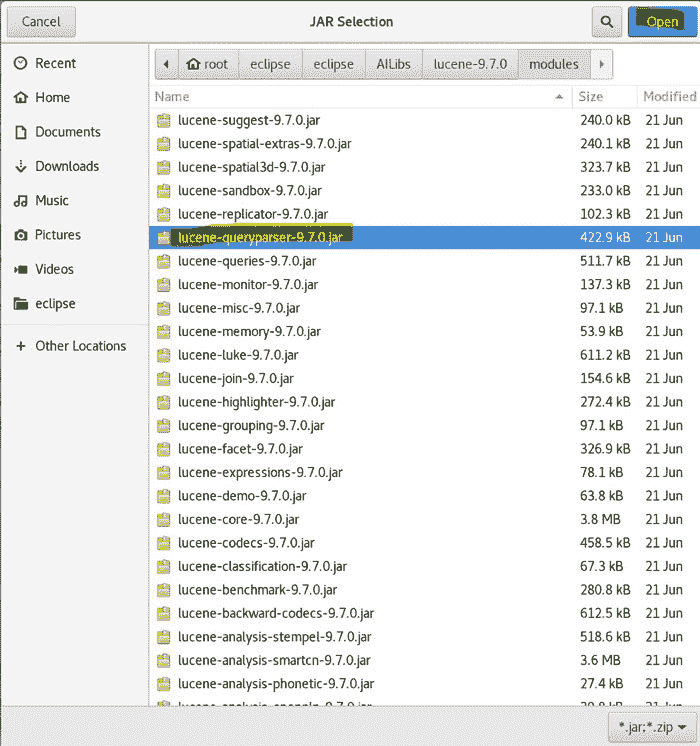 Cancel JAR Selection Open
Recent
Home
Documents
Downloads
Music
Pictures
Videos
eclipse
+ Other Locations
root eclipse eclipse AILibs lucene-9.7.0 modules
Name Size Modified
lucene-suggest-9.7.0.jar 240.0 kB 21 Jun
lucene-spatial-extras-9.7.0.jar 240.1 kB 21 Jun
lucene-spatial3d-9.7.0.jar 323.7 kB 21 Jun
lucene-sandbox-9.7.0.jar 233.0 kB 21 Jun
lucene-replicator-9.7.0.jar 102.3 kB 21 Jun
lucene-queryparser-9.7.0.jar 422.9 kB 21 Jun
lucene-queries-9.7.0.jar 511.7 kB 21 Jun
lucene-monitor-9.7.0.jar 137.3 kB 21 Jun
lucene-misc-9.7.0.jar 97.1 kB 21 Jun
lucene-memory-9.7.0.jar 53.9 kB 21 Jun
lucene-luke-9.7.0.jar 611.2 kB 21 Jun
lucene-join-9.7.0.jar 154.6 kB 21 Jun
lucene-highlighter-9.7.0.jar 272.4 kB 21 Jun
lucene-grouping-9.7.0.jar 97.1 kB 21 Jun
lucene-facet-9.7.0.jar 326.9 kB 21 Jun
lucene-expressions-9.7.0.jar 78.1 kB 21 Jun
lucene-demo-9.7.0.jar 63.8 kB 21 Jun
lucene-core-9.7.0.jar 3.8 MB 21 Jun
lucene-codecs-9.7.0.jar 458.5 kB 21 Jun
lucene-classification-9.7.0.jar 67.3 kB 21 Jun
lucene-benchmark-9.7.0.jar 280.8 kB 21 Jun
lucene-backward-codecs-9.7.0.jar 612.5 kB 21 Jun
lucene-analysis-stempel-9.7.0.jar 518.6 kB 21 Jun
lucene-analysis-smartcn-9.7.0.jar 3.6 MB 21 Jun
lucene-analysis-phonetic-9.7.0.jar 27.4 kB 21 Jun
*.jar;*.zip